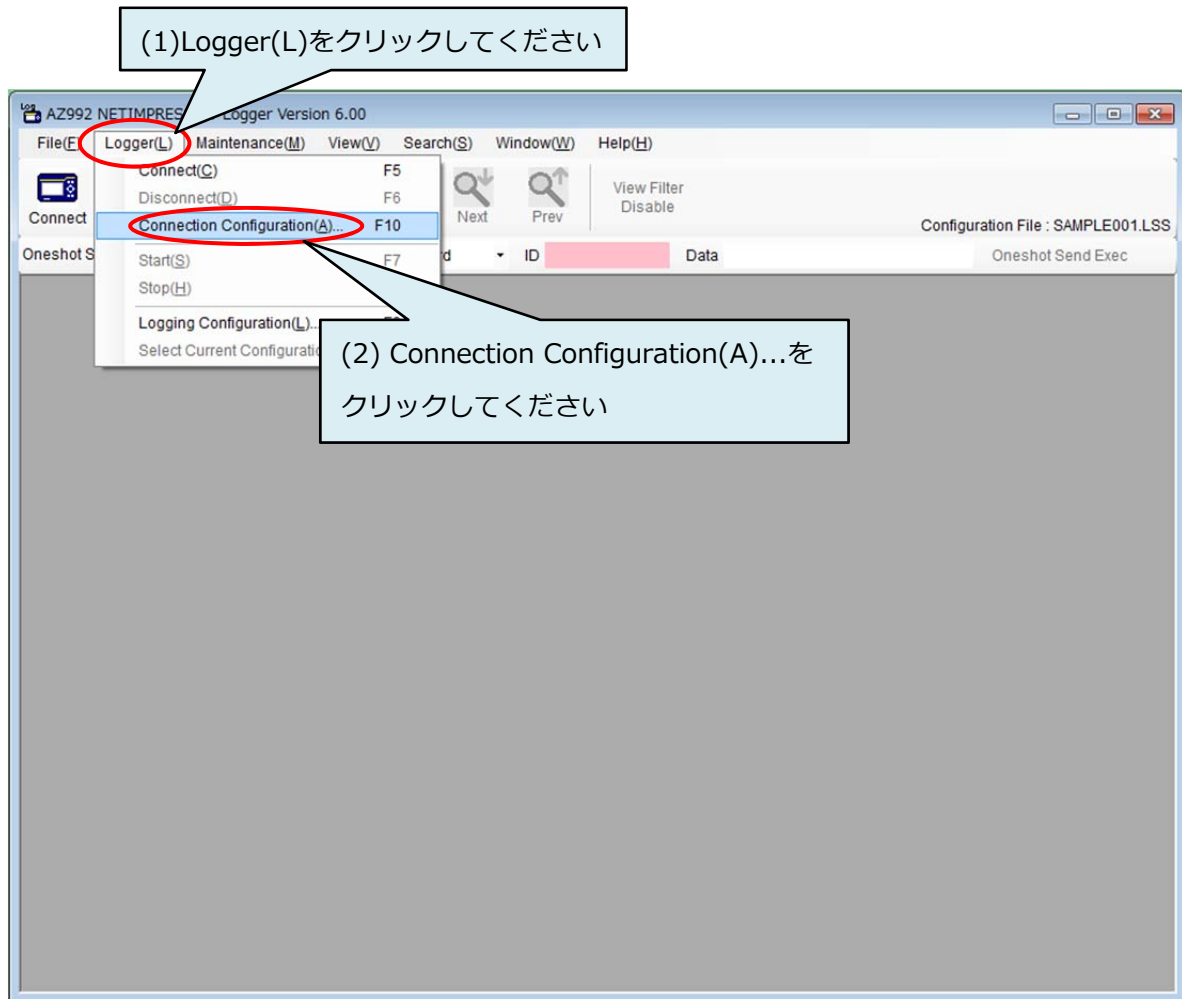 (1)Logger(L)をクリックしてください
AZ992 NETIMPRES Logger Version 6.00
File(F Logger(L) Maintenance(M) View(V) Search(S) Window(W) Help(H)
Connect(C) F5
Disconnect(D) F6
Connection Configuration(A)... F10
Connect Next Prev View Filter
Disable
Configuration File : SAMPLE001.LSS
Oneshot S ID Data Oneshot Send Exec
Start(S) F7
Stop(H)
Logging Configuration(L)...
Select Current Configuratio
(2) Connection Configuration(A)...を
クリックしてください